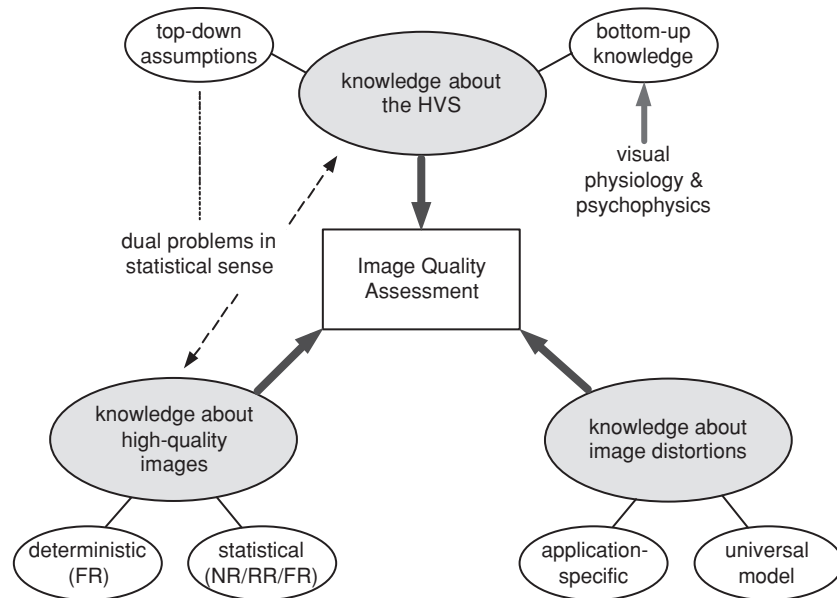 top-down
assumptions
knowledge about
the HVS
bottom-up
knowledge
visual
physiology &
psychophysics
dual problems in
statistical sense
Image Quality
Assessment
knowledge about
high-quality
images
knowledge about
image distortions
deterministic
(FR)
statistical
(NR/RR/FR)
application-
specific
universal
model